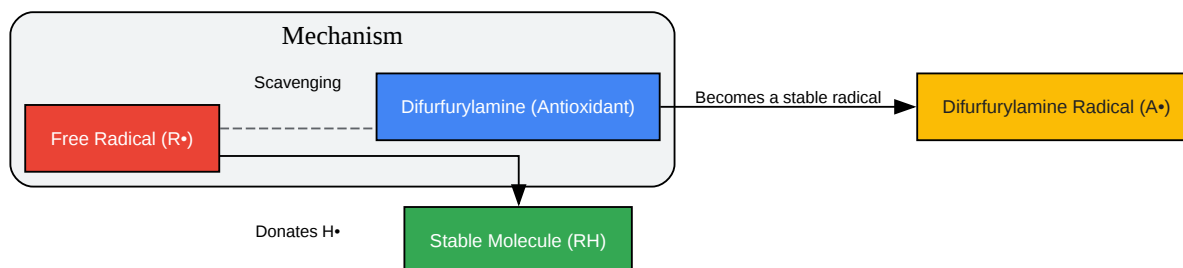 Mechanism
Scavenging
Difurfurylamine (Antioxidant)
Becomes a stable radical
Difurfurylamine Radical (A•)
Free Radical (R•)
Donates H•
Stable Molecule (RH)